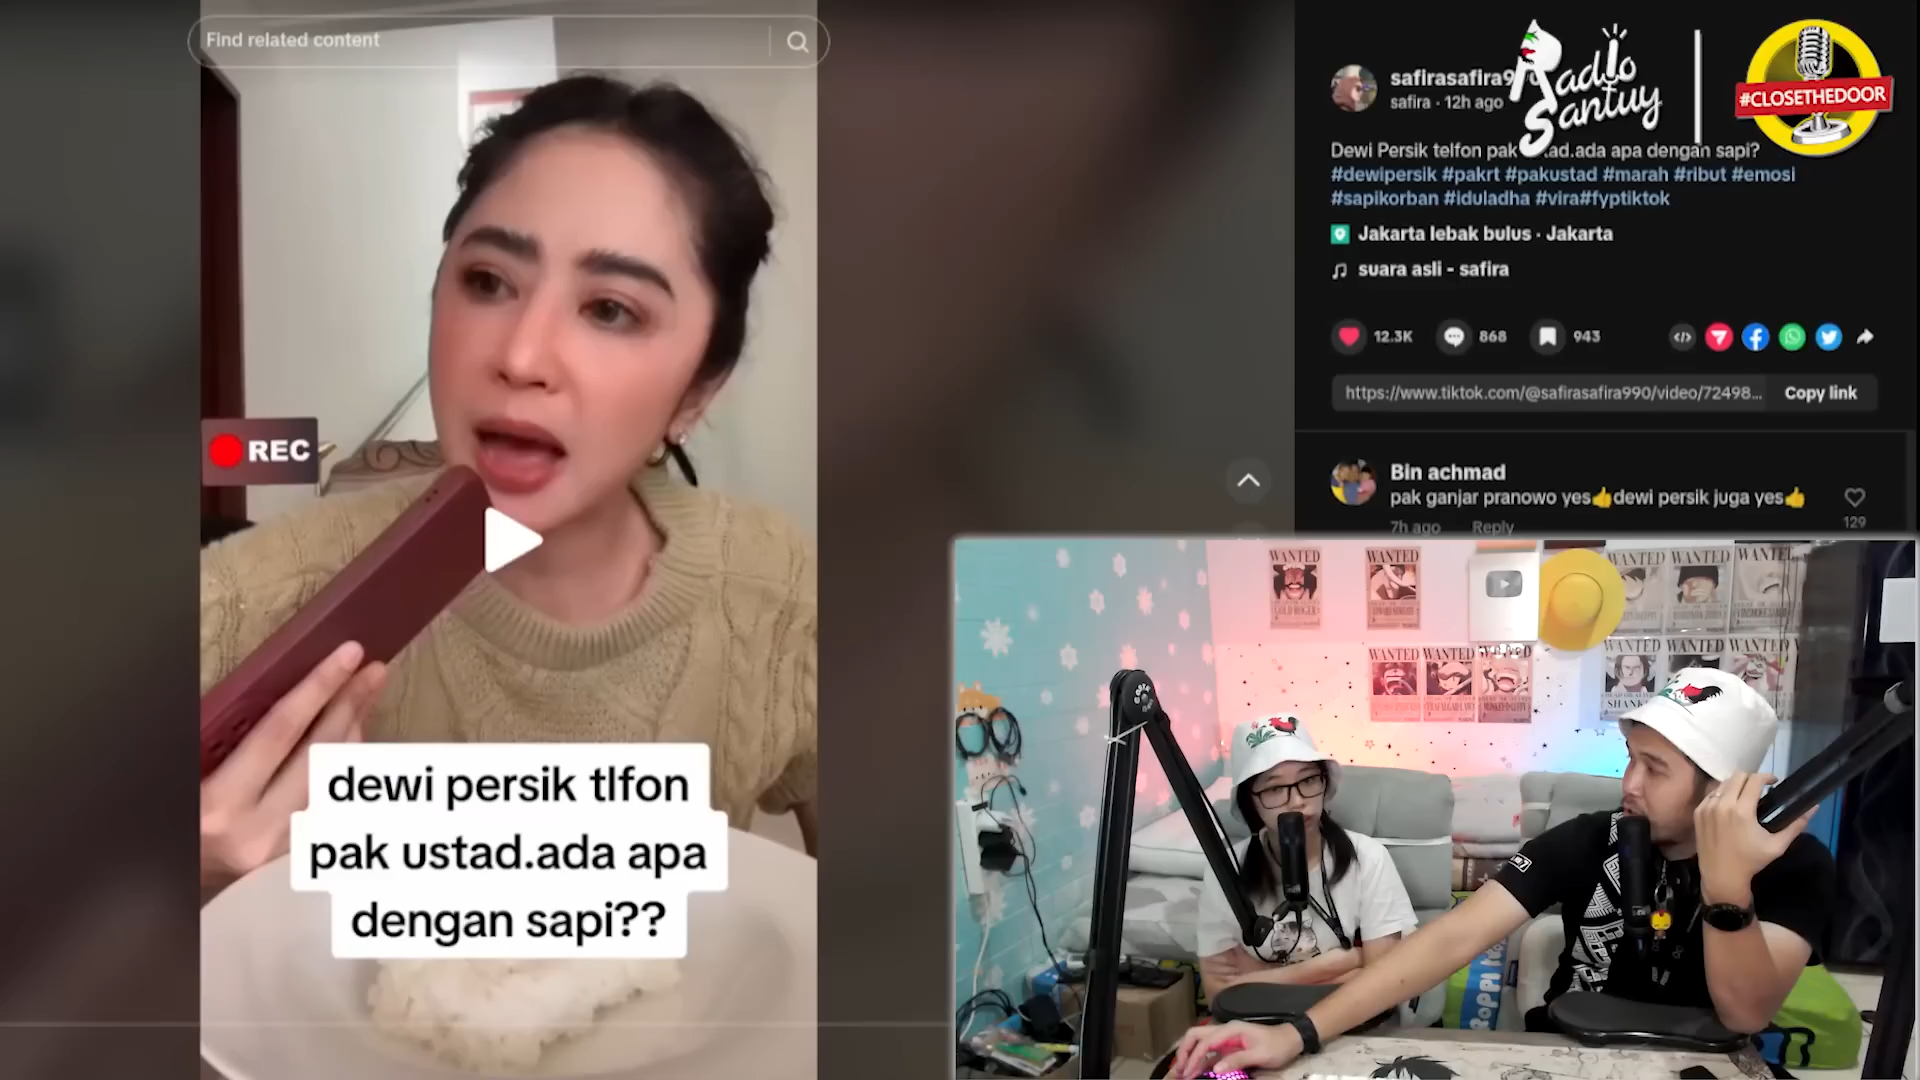 Find related content
REC
dewi persik tlfon
pak ustad.ada apa
dengan sapi??
safirasafira9
safira · 12h ago
Radio
Santuy
#CLOSETHEDOOR
Dewi Persik telfon pak tad.ada apa dengan sapi?
#dewipersik #pakrt #pakustad #marah #ribut #emosi
#sapikorban #iduladha #vira#fyptiktok
Jakarta lebak bulus · Jakarta
suara asli - safira
12.3K
868
943
https://www.tiktok.com/@safirasafira990/video/72498...
Copy link
Bin achmad
pak ganjar pranowo yes👍dewi persik juga yes👍
7h ago
Reply
129
WANTED
WANTED
WANTED
WANTED
WANTED
WANTED
WANTED
WANTED
WANTED
SHANK